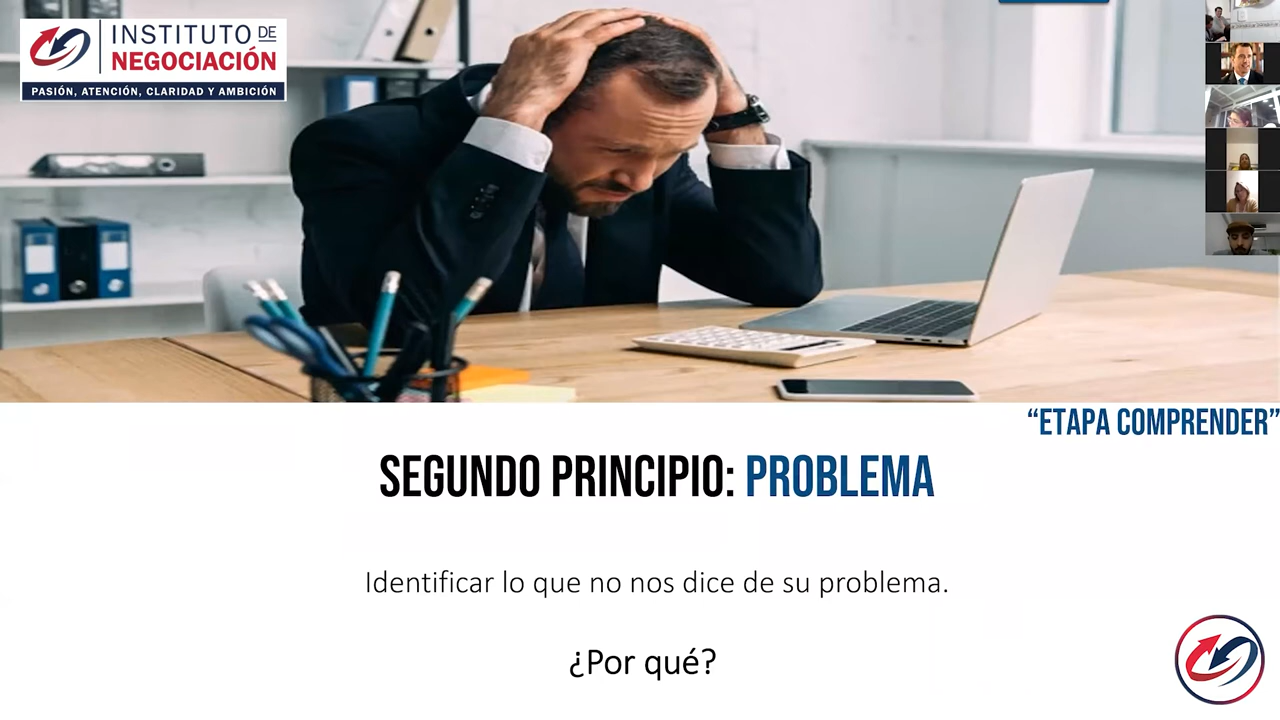 INSTITUTO DE
NEGOCIACIÓN
PASIÓN, ATENCIÓN, CLARIDAD Y AMBICIÓN
“ETAPA COMPRENDER”
SEGUNDO PRINCIPIO: PROBLEMA
Identificar lo que no nos dice de su problema.
¿Por qué?